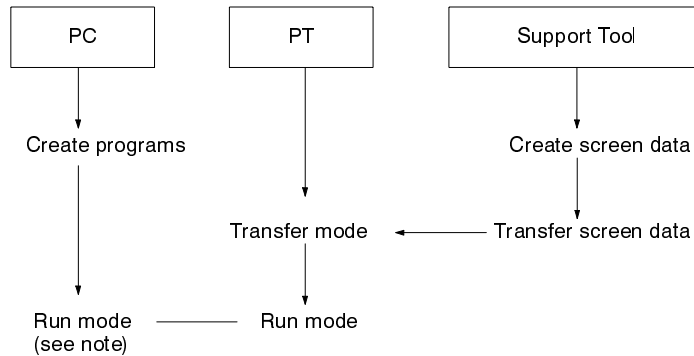 PC
PT
Support Tool
Create programs
Create screen data
Transfer mode
Transfer screen data
Run mode
(see note)
Run mode